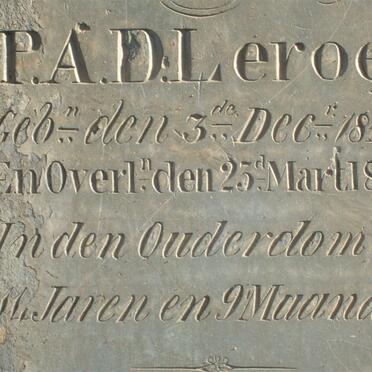 P.A.D.Leroe
Geb.n den 3.de Dec.r 18
En Overl.n den 25.d Mart 18
In den Ouderdom
Jaren en 9 Maand